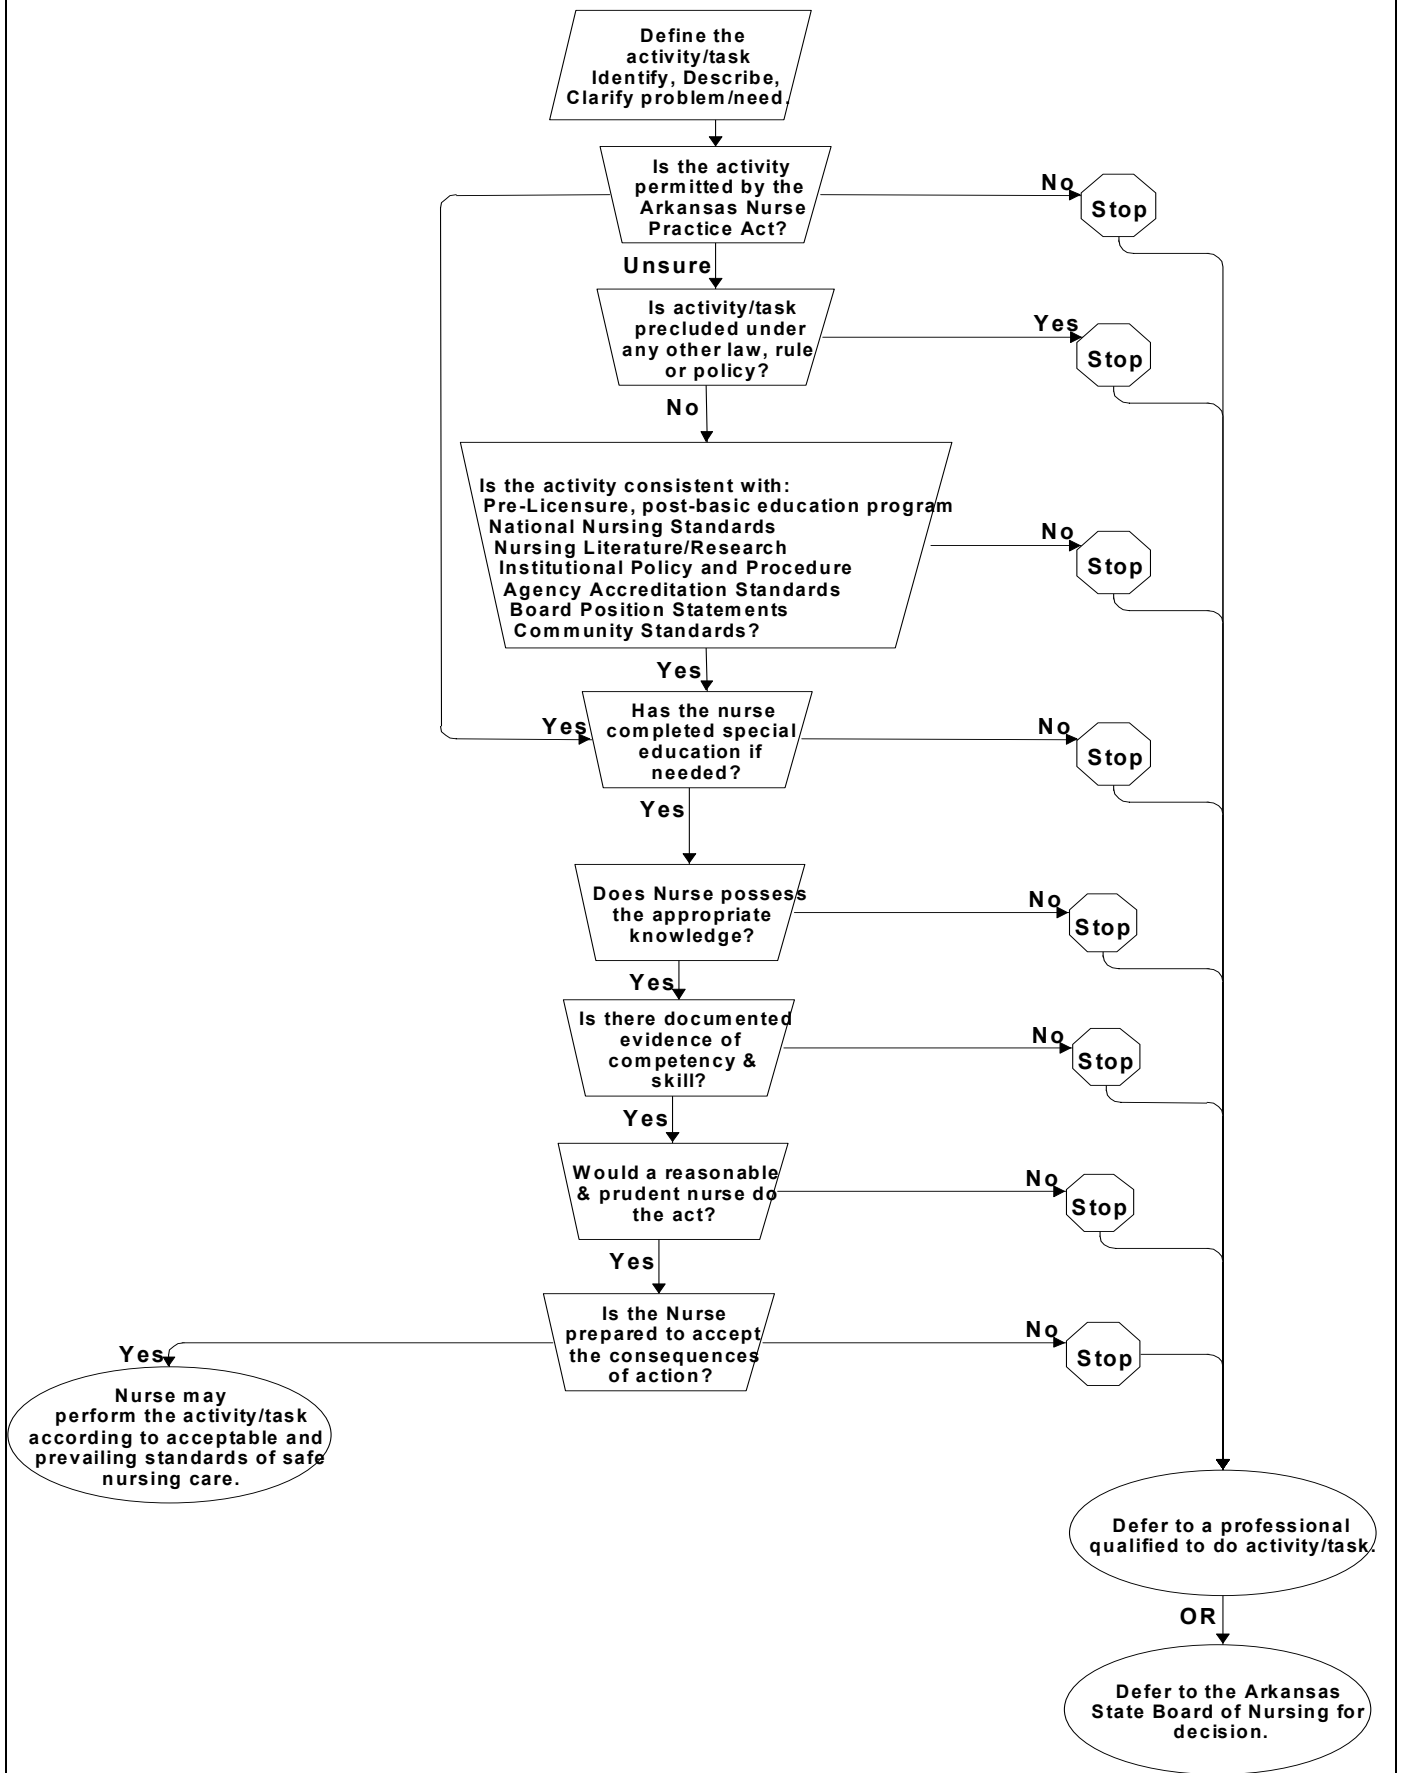 Define the
activity/task
Identify, Describe,
Clarify problem/need.
Is the activity
permitted by the
Arkansas Nurse
Practice Act?
No
Stop
Unsure
Is activity/task
precluded under
any other law, rule
or policy?
Yes
Stop
No
Is the activity consistent with:
Pre-Licensure, post-basic education program
National Nursing Standards
Nursing Literature/Research
Institutional Policy and Procedure
Agency Accreditation Standards
Board Position Statements
Community Standards?
No
Stop
Yes
Yes
Has the nurse
completed special
education if
needed?
No
Stop
Yes
Does Nurse possess
the appropriate
knowledge?
No
Stop
Yes
Is there documented
evidence of
competency &
skill?
No
Stop
Yes
Would a reasonable
& prudent nurse do
the act?
No
Stop
Yes
Is the Nurse
prepared to accept
the consequences
of action?
No
Stop
Yes
Nurse may
perform the activity/task
according to acceptable and
prevailing standards of safe
nursing care.
Defer to a professional
qualified to do activity/task.
OR
Defer to the Arkansas
State Board of Nursing for
decision.